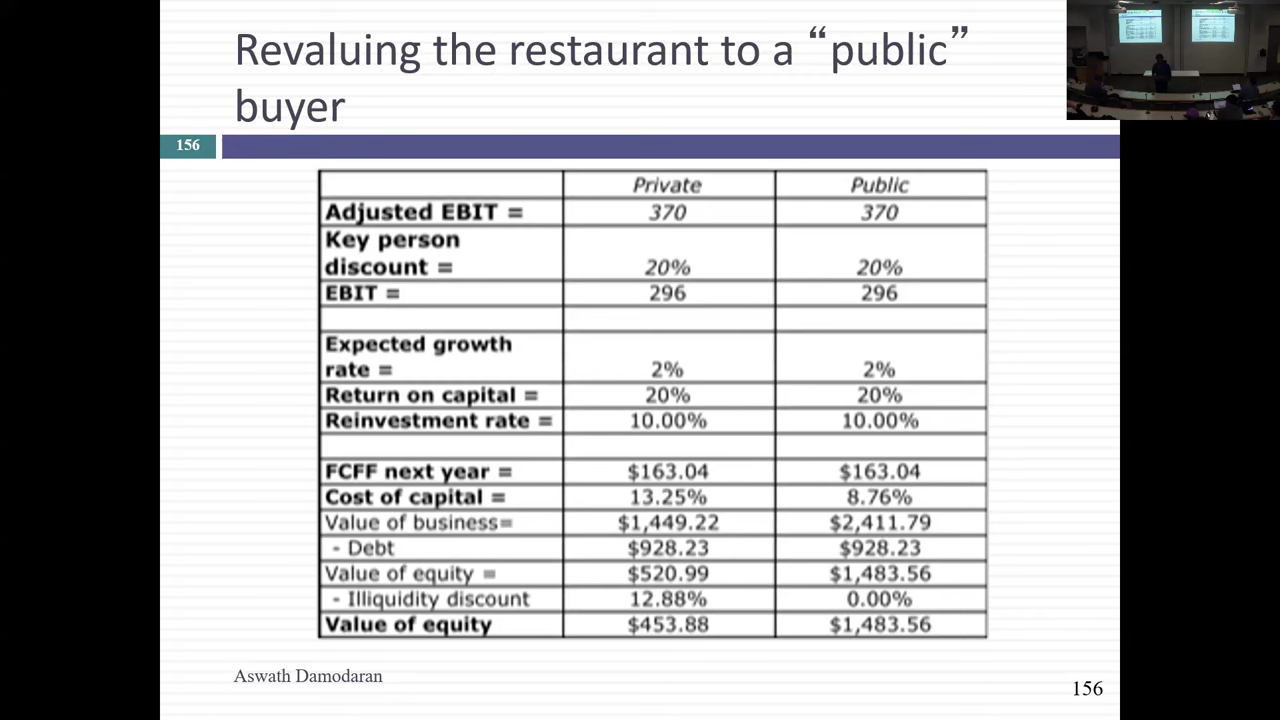 Revaluing the restaurant to a “public”
buyer
156
Private Public
Adjusted EBIT = 370 370
Key person
discount = 20% 20%
EBIT = 296 296
Expected growth
rate = 2% 2%
Return on capital = 20% 20%
Reinvestment rate = 10.00% 10.00%
FCFF next year = $163.04 $163.04
Cost of capital = 13.25% 8.76%
Value of business= $1,449.22 $2,411.79
- Debt $928.23 $928.23
Value of equity = $520.99 $1,483.56
- Illiquidity discount 12.88% 0.00%
Value of equity $453.88 $1,483.56
Aswath Damodaran
156